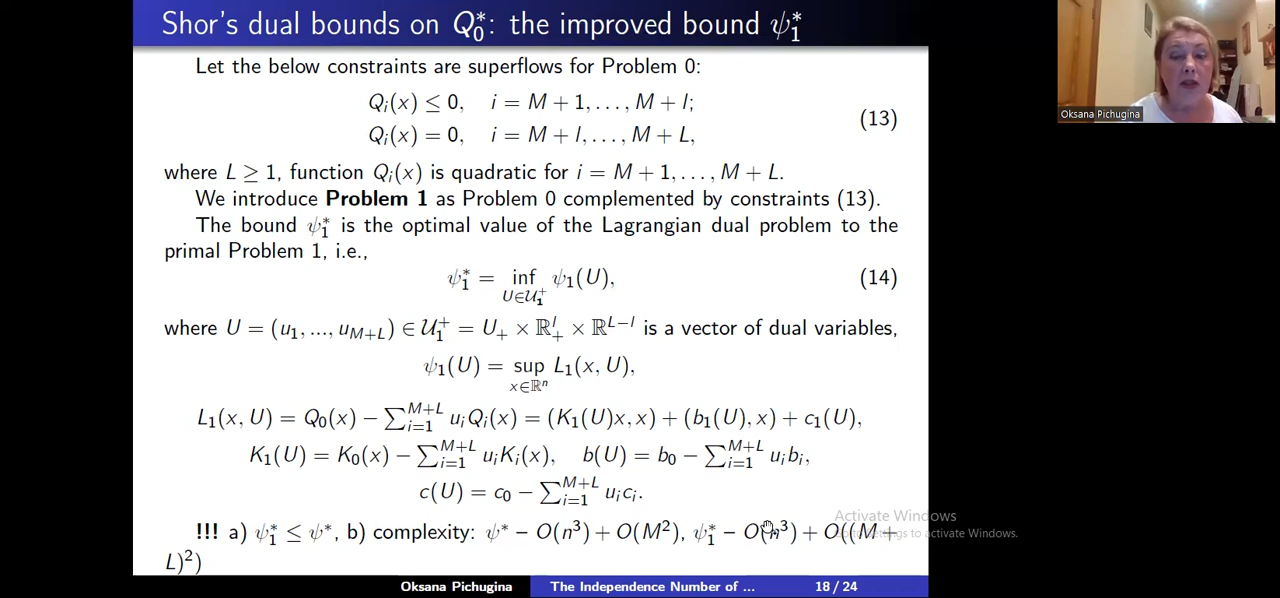 Shor's dual bounds on Q₀*: the improved bound ψ₁*
Let the below constraints are superflows for Problem 0:
Qᵢ(x) ≤ 0, i = M + 1, . . . , M + l;
(13)
Qᵢ(x) = 0, i = M + l, . . . , M + L,
where L ≥ 1, function Qᵢ(x) is quadratic for i = M + 1, . . . , M + L.
We introduce Problem 1 as Problem 0 complemented by constraints (13).
The bound ψ₁* is the optimal value of the Lagrangian dual problem to the
primal Problem 1, i.e.,
ψ₁* = inf_{U∈𝒰₁⁺} ψ₁(U), (14)
where U = (u₁, ..., u_{M+L}) ∈ 𝒰₁⁺ = U₊ × ℝ₊^l × ℝ^{L−l} is a vector of dual variables,
ψ₁(U) = sup_{x∈ℝⁿ} L₁(x, U),
L₁(x, U) = Q₀(x) − ∑_{i=1}^{M+L} uᵢQᵢ(x) = (K₁(U)x, x) + (b₁(U), x) + c₁(U),
K₁(U) = K₀(x) − ∑_{i=1}^{M+L} uᵢKᵢ(x), b(U) = b₀ − ∑_{i=1}^{M+L} uᵢbᵢ,
c(U) = c₀ − ∑_{i=1}^{M+L} uᵢcᵢ.
!!! a) ψ₁* ≤ ψ*, b) complexity: ψ* − O(n³) + O(M²), ψ₁* − O(n³) + O((M +
L)²)
Oksana Pichugina The Independence Number of ... 18 / 24
Oksana Pichugina
Activate Windows
to activate Windows.